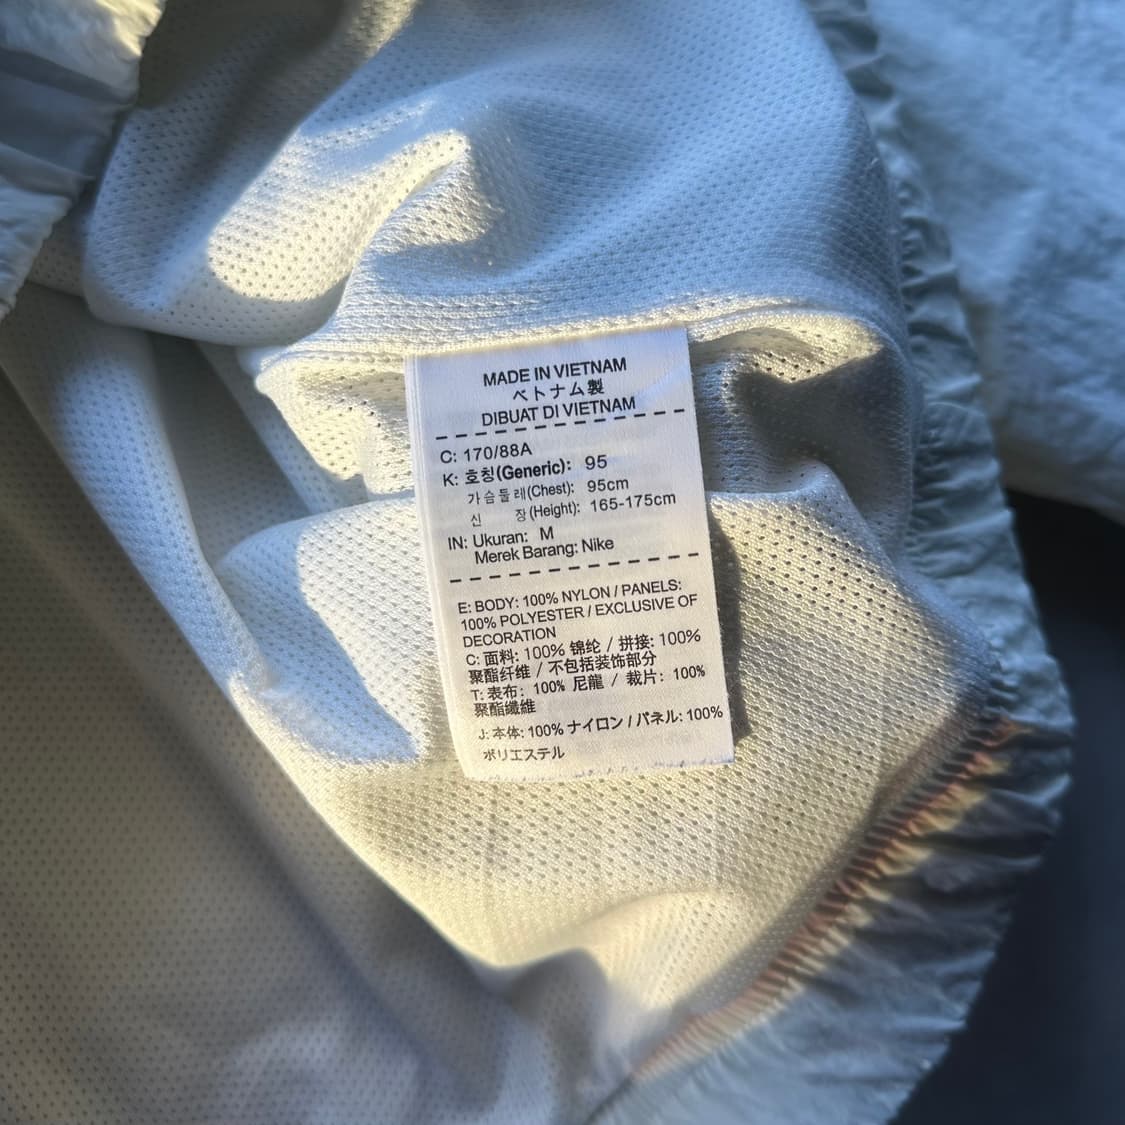 MADE IN VIETNAM
ベトナム製
DIBUAT DI VIETNAM
C: 170/88A
K: 호칭(Generic): 95
가슴둘레(Chest): 95cm
신 장(Height): 165-175cm
IN: Ukuran: M
Merek Barang: Nike
E: BODY: 100% NYLON / PANELS:
100% POLYESTER / EXCLUSIVE OF
DECORATION
C: 面料: 100% 锦纶 / 拼接: 100%
聚酯纤维 / 不包括装饰部分
T: 表布: 100% 尼龍 / 裁片: 100%
聚酯纖維
J: 本体: 100% ナイロン / パネル: 100%
ポリエステル